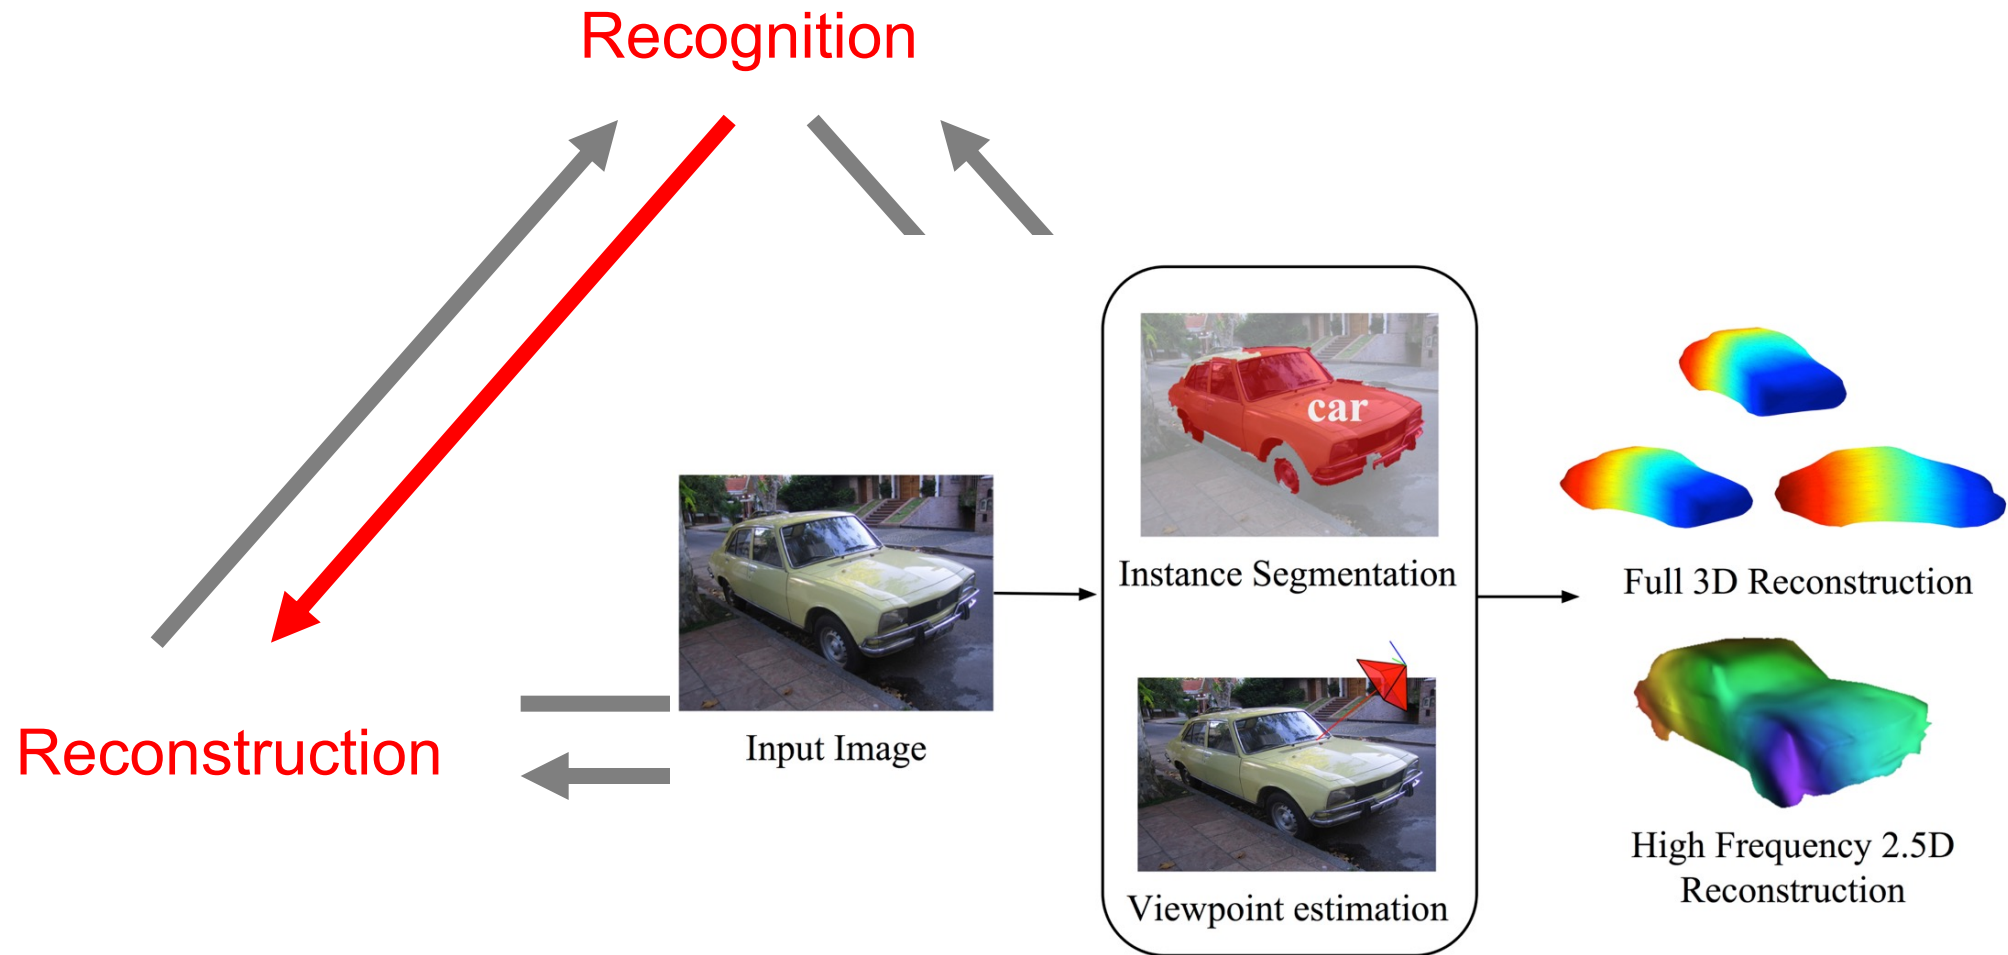 Recognition
car
Instance Segmentation
Full 3D Reconstruction
Reconstruction
Input Image
High Frequency 2.5D
Reconstruction
Viewpoint estimation